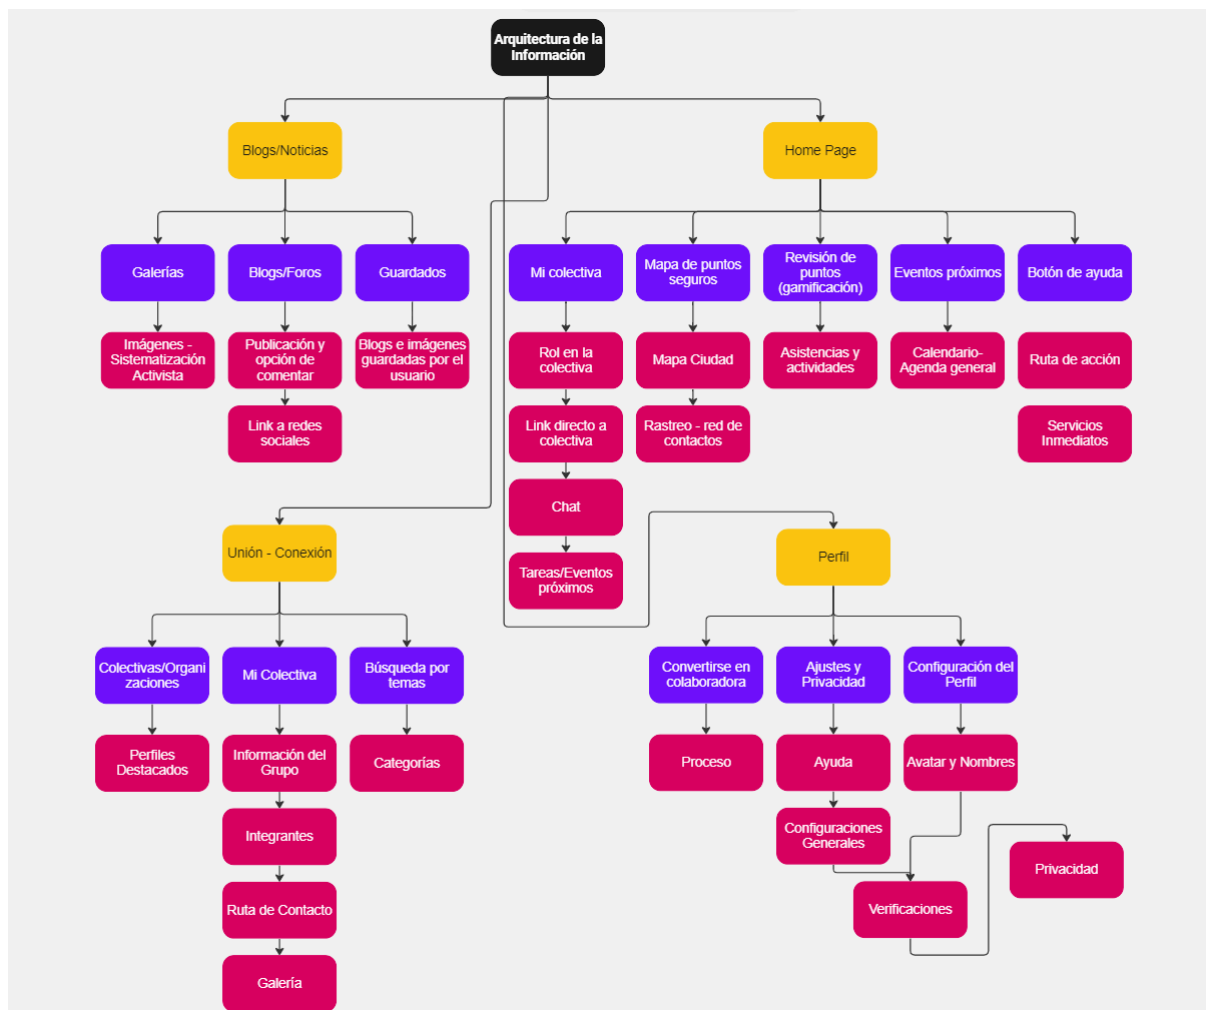 Arquitectura de la
Información
Blogs/Noticias
Home Page
Galerías
Blogs/Foros
Guardados
Mi colectiva
Mapa de puntos
seguros
Revisión de
puntos
(gamificación)
Eventos próximos
Botón de ayuda
Imágenes -
Sistematización
Activista
Publicación y
opción de
comentar
Blogs e imágenes
guardadas por el
usuario
Rol en la
colectiva
Mapa Ciudad
Asistencias y
actividades
Calendario-
Agenda general
Ruta de acción
Link a redes
sociales
Link directo a
colectiva
Rastreo - red de
contactos
Servicios
Inmediatos
Chat
Tareas/Eventos
próximos
Unión - Conexión
Perfil
Colectivas/Organi
zaciones
Mi Colectiva
Búsqueda por
temas
Convertirse en
colaboradora
Ajustes y
Privacidad
Configuración del
Perfil
Perfiles
Destacados
Información del
Grupo
Categorías
Proceso
Ayuda
Avatar y Nombres
Integrantes
Configuraciones
Generales
Privacidad
Ruta de Contacto
Verificaciones
Galería